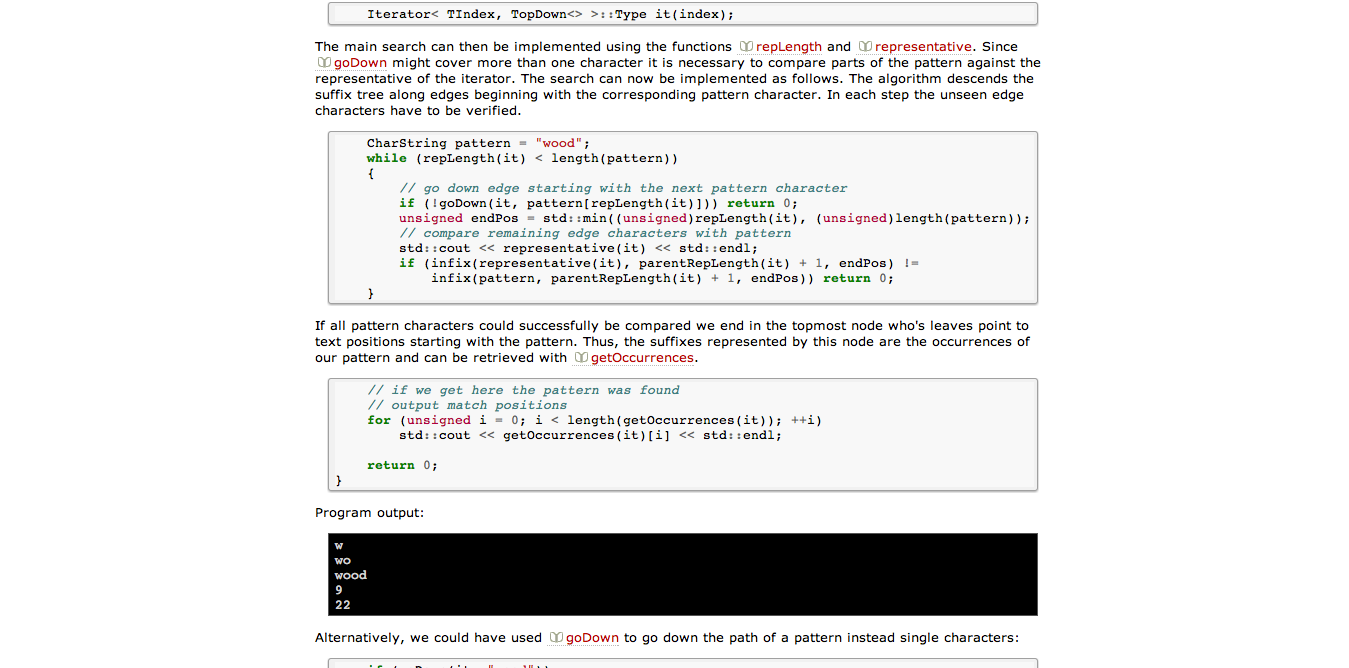 Iterator< TIndex, TopDown<> >::Type it(index);
The main search can then be implemented using the functions repLength and representative. Since
goDown might cover more than one character it is necessary to compare parts of the pattern against the
representative of the iterator. The search can now be implemented as follows. The algorithm descends the
suffix tree along edges beginning with the corresponding pattern character. In each step the unseen edge
characters have to be verified.
CharString pattern = "wood";
while (repLength(it) < length(pattern))
{
// go down edge starting with the next pattern character
if (!goDown(it, pattern[repLength(it)])) return 0;
unsigned endPos = std::min((unsigned)repLength(it), (unsigned)length(pattern));
// compare remaining edge characters with pattern
std::cout << representative(it) << std::endl;
if (infix(representative(it), parentRepLength(it) + 1, endPos) !=
infix(pattern, parentRepLength(it) + 1, endPos)) return 0;
}
If all pattern characters could successfully be compared we end in the topmost node who's leaves point to
text positions starting with the pattern. Thus, the suffixes represented by this node are the occurrences of
our pattern and can be retrieved with getOccurrences.
// if we get here the pattern was found
// output match positions
for (unsigned i = 0; i < length(getOccurrences(it)); ++i)
std::cout << getOccurrences(it)[i] << std::endl;
return 0;
}
Program output:
w
wo
wood
9
22
Alternatively, we could have used goDown to go down the path of a pattern instead single characters: